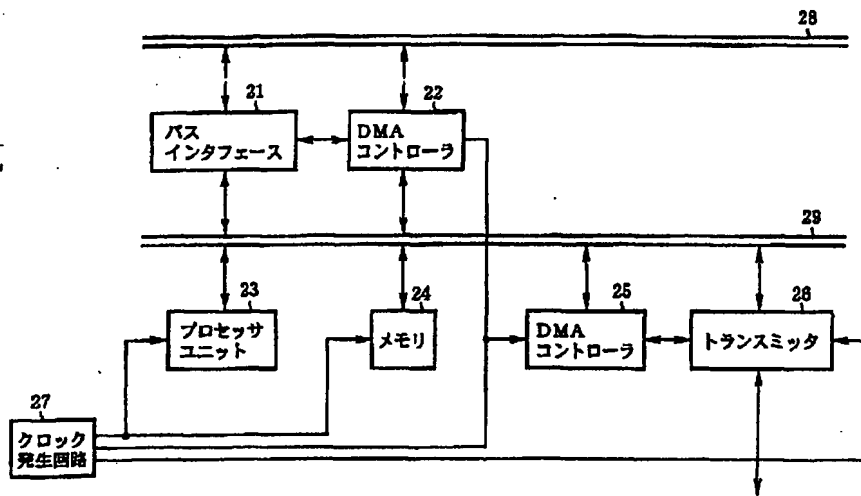 28
21
22
バス
インタフェース
DMA
コントローラ
29
23
24
25
26
プロセッサ
ユニット
メモリ
DMA
コントローラ
トランスミッタ
27
クロック
発生回路